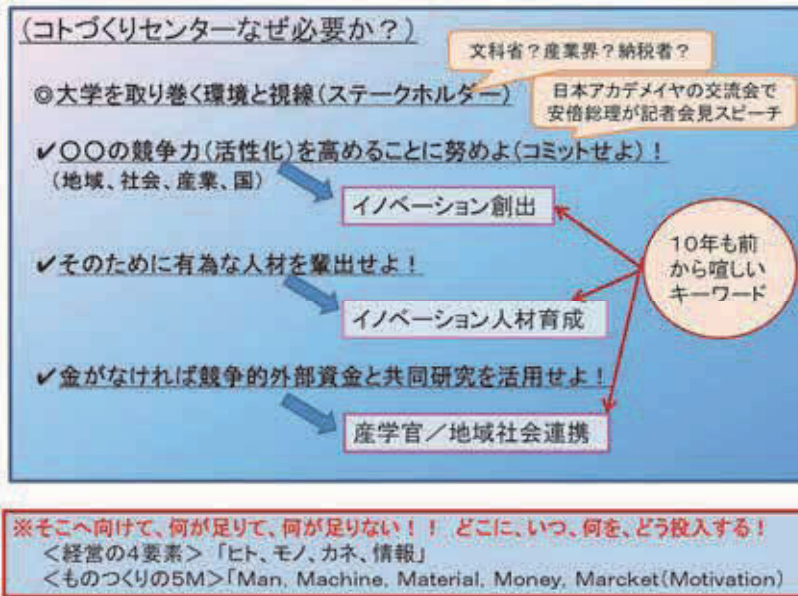 (コトづくりセンターなぜ必要か?)
文科省?産業界?納税者?
◎大学を取り巻く環境と視線(ステークホルダー)
日本アカデメイヤの交流会で
安倍総理が記者会見スピーチ
✓〇〇の競争力(活性化)を高めることに努めよ(コミットせよ)!
(地域、社会、産業、国)
イノベーション創出
10年も前
から喧しい
キーワード
✓そのために有為な人材を輩出せよ!
イノベーション人材育成
✓金がなければ競争的外部資金と共同研究を活用せよ!
産学官/地域社会連携
※そこへ向けて、何が足りて、何が足りない!! どこに、いつ、何を、どう投入する!
<経営の4要素> 「ヒト、モノ、カネ、情報」
<ものつくりの5M>「Man, Machine, Material, Money, Marcket(Motivation)